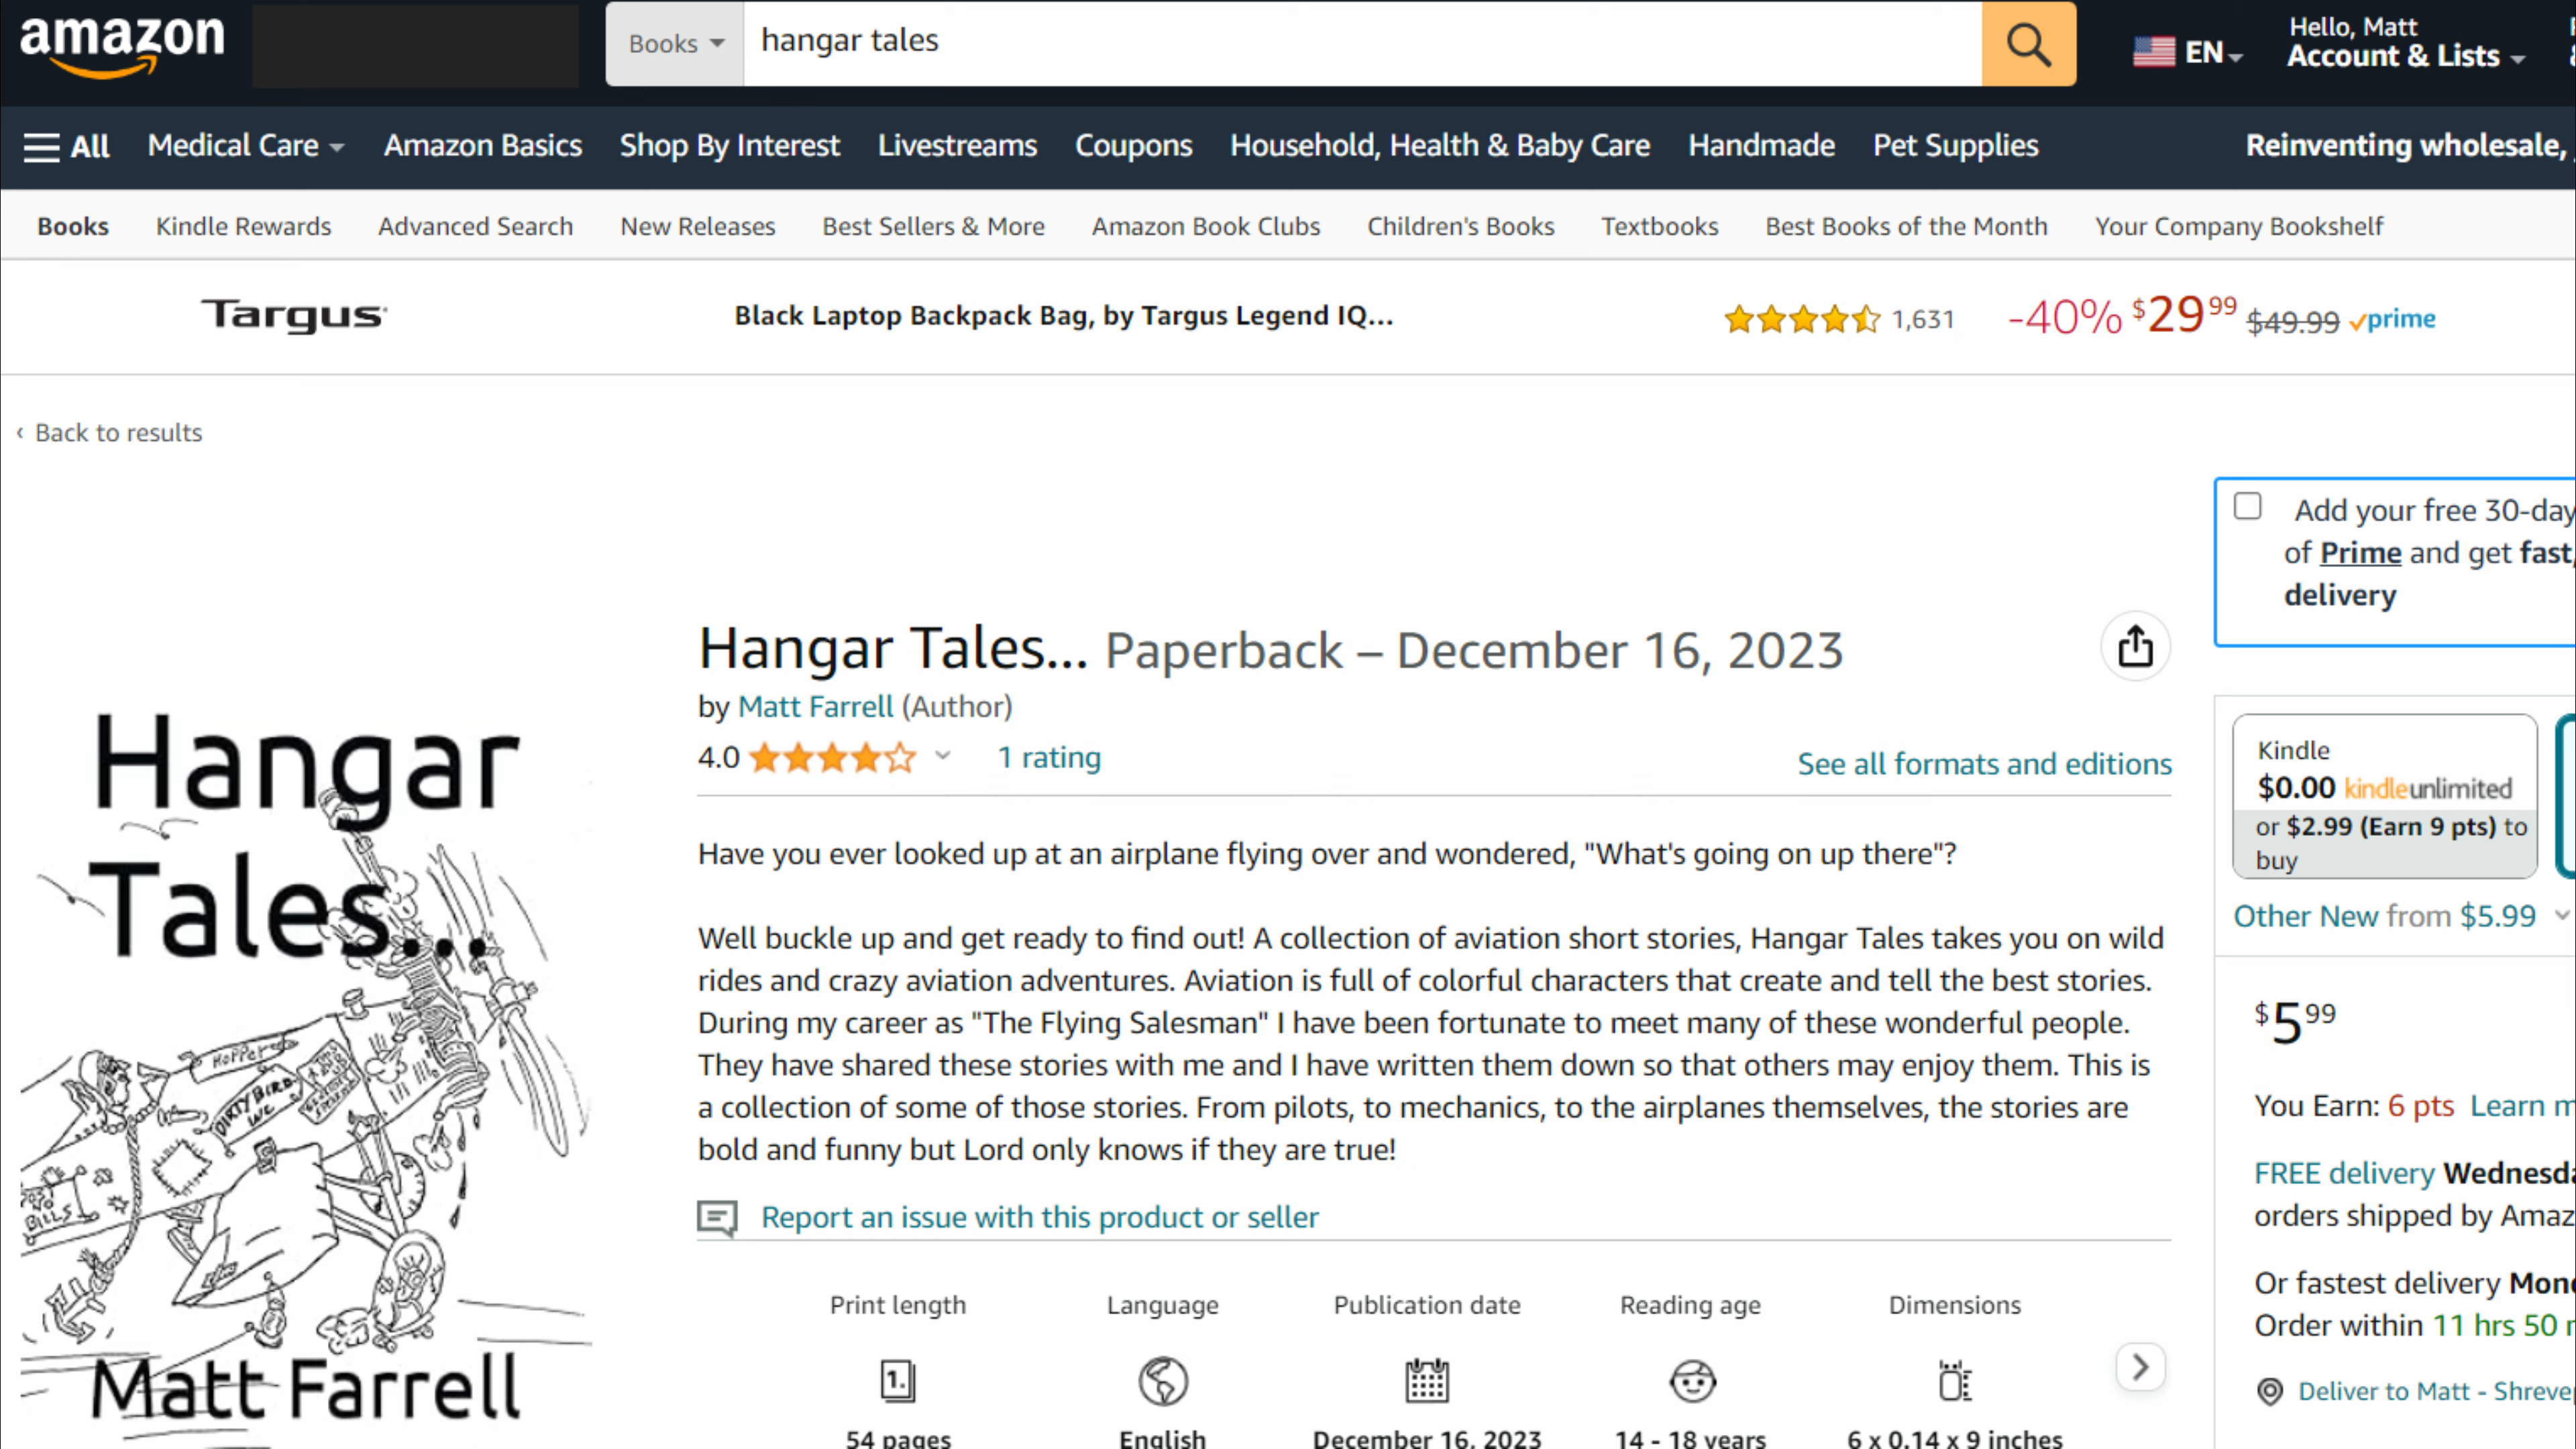 amazon
Books
hangar tales
EN
Hello, Matt
Account & Lists
All
Medical Care
Amazon Basics
Shop By Interest
Livestreams
Coupons
Household, Health & Baby Care
Handmade
Pet Supplies
Reinventing wholesale,
Books
Kindle Rewards
Advanced Search
New Releases
Best Sellers & More
Amazon Book Clubs
Children's Books
Textbooks
Best Books of the Month
Your Company Bookshelf
Targus
Black Laptop Backpack Bag, by Targus Legend IQ...
1,631
-40% $29 99 $49.99 prime
‹ Back to results
Add your free 30-day
of Prime and get fast,
delivery
Hangar
Tales...
HOPPER
DIRTY BIRD
WC
BILLS
Matt Farrell
Hangar Tales... Paperback – December 16, 2023
by Matt Farrell (Author)
4.0
1 rating
See all formats and editions
Have you ever looked up at an airplane flying over and wondered, "What's going on up there"?
Well buckle up and get ready to find out! A collection of aviation short stories, Hangar Tales takes you on wild
rides and crazy aviation adventures. Aviation is full of colorful characters that create and tell the best stories.
During my career as "The Flying Salesman" I have been fortunate to meet many of these wonderful people.
They have shared these stories with me and I have written them down so that others may enjoy them. This is
a collection of some of those stories. From pilots, to mechanics, to the airplanes themselves, the stories are
bold and funny but Lord only knows if they are true!
Report an issue with this product or seller
Print length
1.
54 pages
Language
English
Publication date
December 16, 2023
Reading age
14 - 18 years
Dimensions
6 x 0.14 x 9 inches
Kindle
$0.00 kindleunlimited
or $2.99 (Earn 9 pts) to
buy
Other New from $5.99
$5 99
You Earn: 6 pts Learn m
FREE delivery Wednesda
orders shipped by Amaz
Or fastest delivery Mon
Order within 11 hrs 50 
Deliver to Matt - Shreve